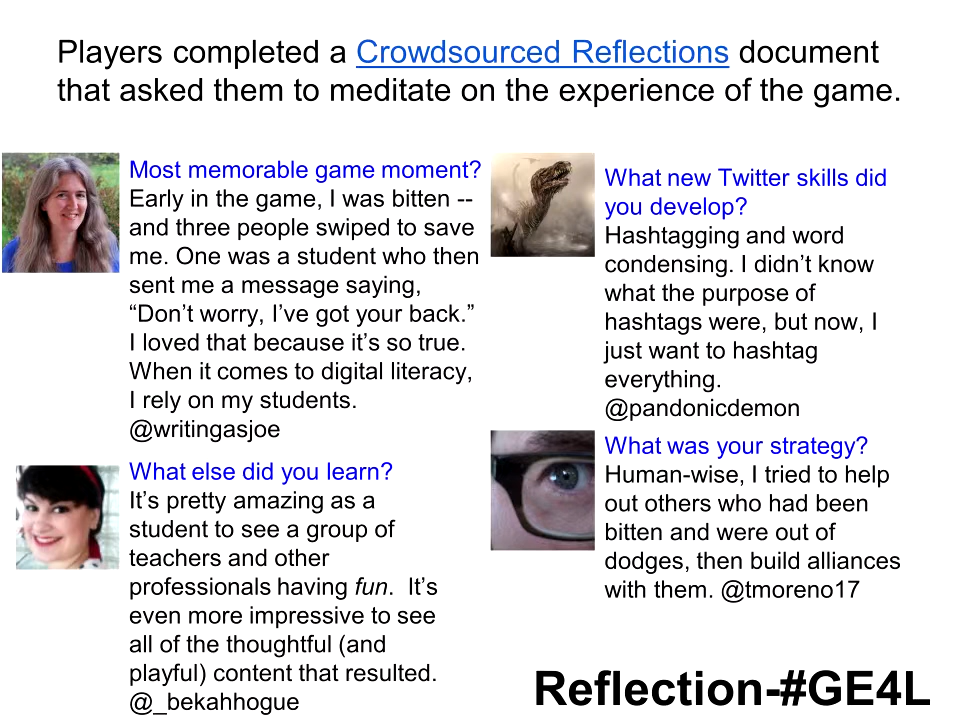 Players completed a Crowdsourced Reflections document
that asked them to meditate on the experience of the game.
Most memorable game moment?
Early in the game, I was bitten --
and three people swiped to save
me. One was a student who then
sent me a message saying,
“Don’t worry, I’ve got your back.”
I loved that because it’s so true.
When it comes to digital literacy,
I rely on my students.
@writingasjoe
What else did you learn?
It’s pretty amazing as a
student to see a group of
teachers and other
professionals having fun.  It’s
even more impressive to see
all of the thoughtful (and
playful) content that resulted.
@_bekahhogue
What new Twitter skills did
you develop?
Hashtagging and word
condensing. I didn’t know
what the purpose of
hashtags were, but now, I
just want to hashtag
everything.
@pandonicdemon
What was your strategy?
Human-wise, I tried to help
out others who had been
bitten and were out of
dodges, then build alliances
with them. @tmoreno17
Reflection-#GE4L